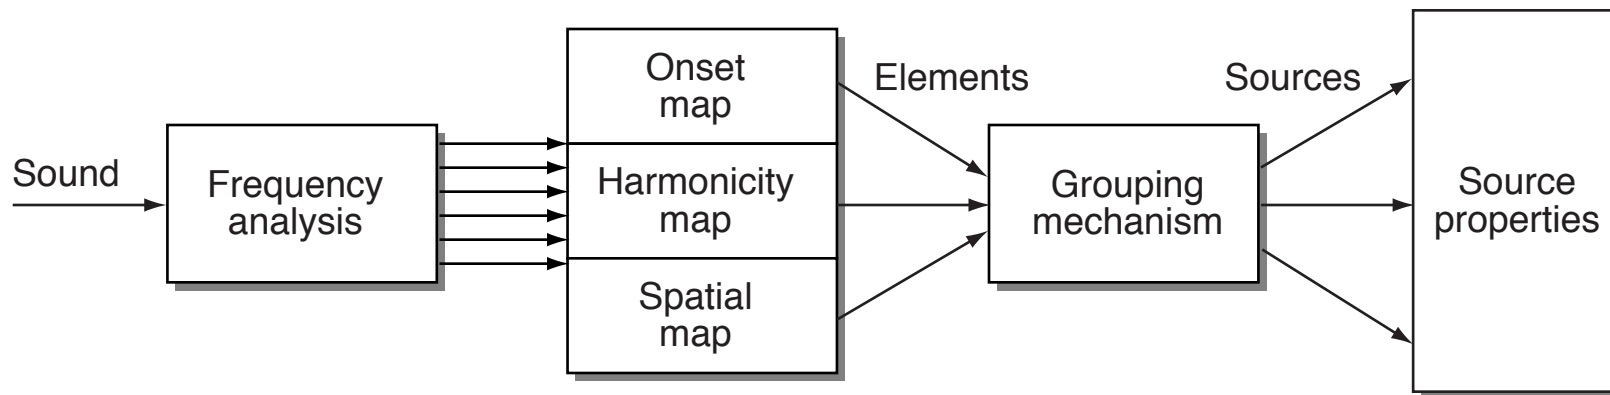 Sound
Frequency
analysis
Onset
map
Harmonicity
map
Spatial
map
Elements
Grouping
mechanism
Sources
Source
properties